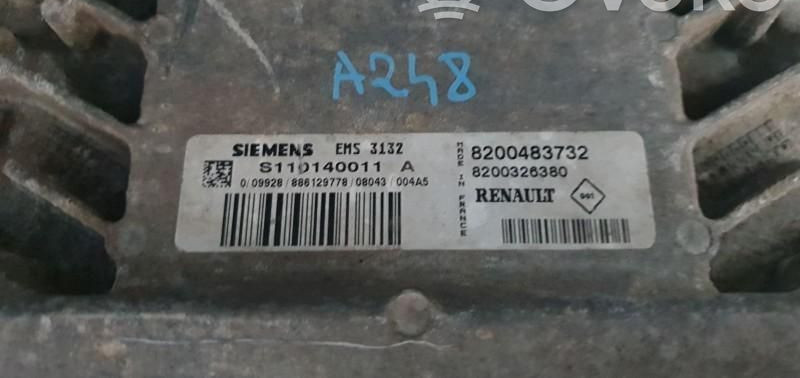 A248
SIEMENS EMS 3132
S110140011 A
0/09928/886129778/08043/004A5
MADE IN FRANCE
8200483732
8200326380
RENAULT